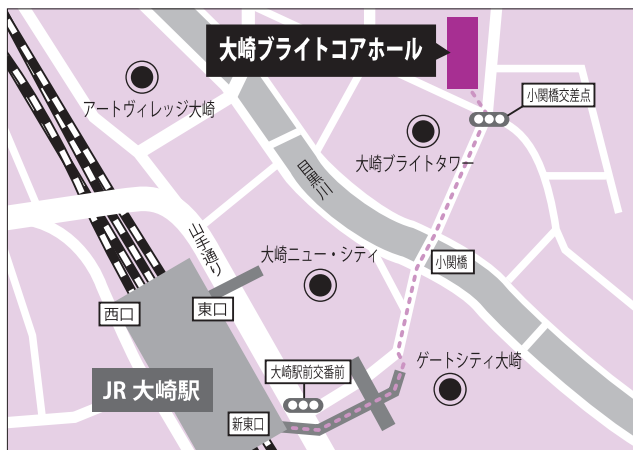 大崎ブライトコアホール
アートヴィレッジ大崎
小関橋交差点
大崎ブライトタワー
目黒川
山手通り
大崎ニュー・シティ
小関橋
西口
東口
大崎駅前交番前
ゲートシティ大崎
JR 大崎駅
新東口